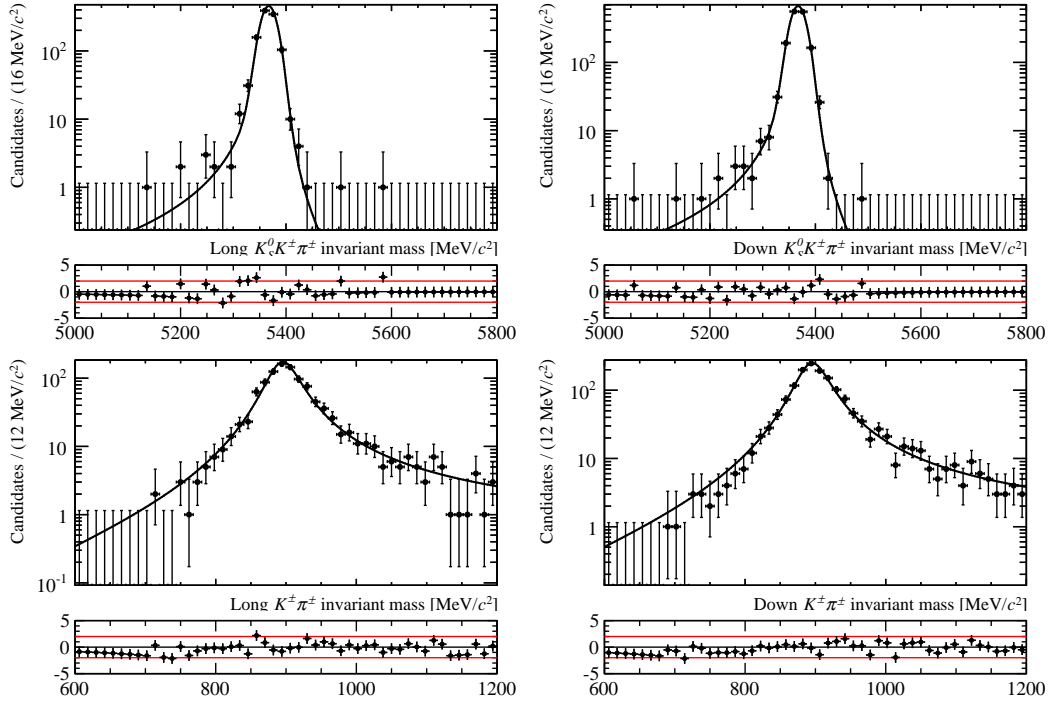 Candidates / (16 MeV/c²)
10²
10
1
Long K⁰ₛK±π± invariant mass [MeV/c²]
5
0
-5
5000 5200 5400 5600 5800
Candidates / (16 MeV/c²)
10²
10
1
Down K⁰ₛK±π± invariant mass [MeV/c²]
5
0
-5
5000 5200 5400 5600 5800
Candidates / (12 MeV/c²)
10²
10
1
10⁻¹
Long K±π± invariant mass [MeV/c²]
5
0
-5
600 800 1000 1200
Candidates / (12 MeV/c²)
10²
10
1
Down K±π± invariant mass [MeV/c²]
5
0
-5
600 800 1000 1200